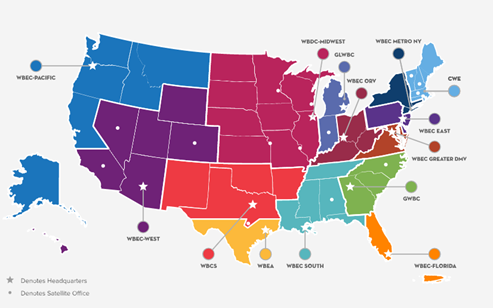 WBDC-MIDWEST
WBEC METRO NY
GLWBC
WBEC ORV
CWE
WBEC-PACIFIC
WBEC EAST
WBEC GREATER DMV
GWBC
WBEC-WEST
WBCS
WBEA
WBEC SOUTH
WBEC-FLORIDA
Denotes Headquarters
Denotes Satellite Office